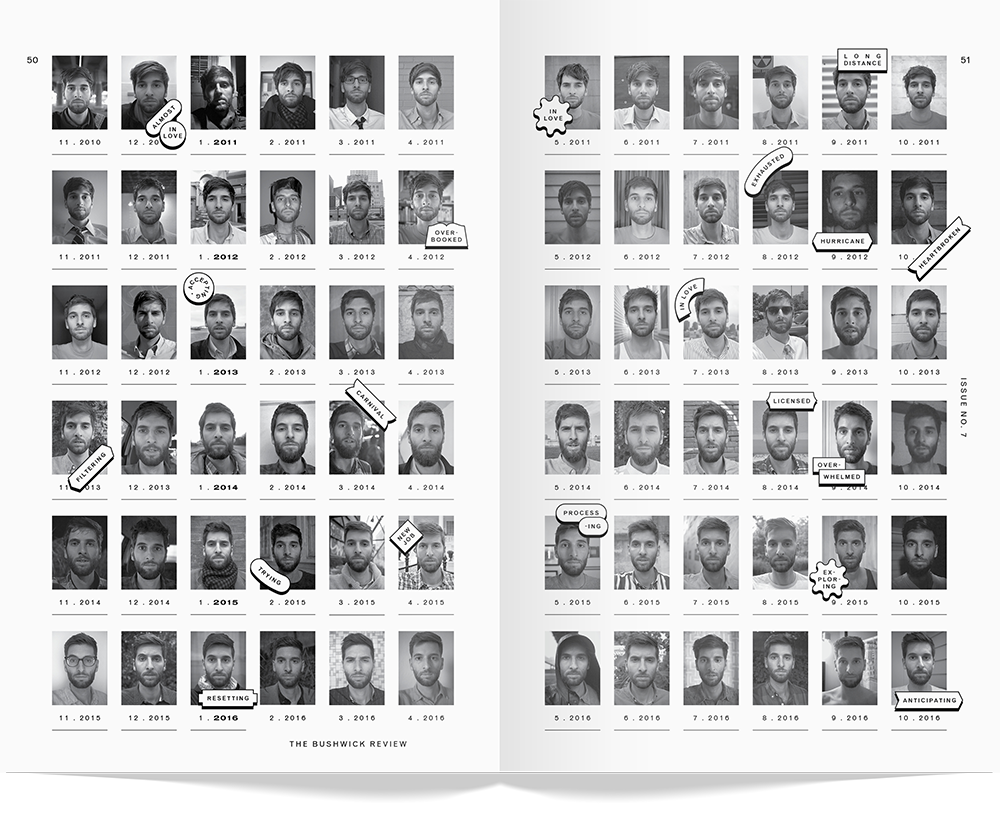 50
ALMOST
IN
LOVE
11 . 2010
12 . 20
1 . 2011
2 . 2011
3 . 2011
4 . 2011
OVER-
BOOKED
11 . 2011
12 . 2011
1 . 2012
2 . 2012
3 . 2012
4 . 2012
ACCEPTING
11 . 2012
12 . 2012
1 . 2013
2 . 2013
3 . 2013
4 . 2013
CARNIVAL
FILTERING
11 . 2013
12 . 2013
1 . 2014
2 . 2014
3 . 2014
4 . 2014
NEW
JOB
TRYING
11 . 2014
12 . 2014
1 . 2015
2 . 2015
3 . 2015
4 . 2015
RESETTING
11 . 2015
12 . 2015
1 . 2016
2 . 2016
3 . 2016
4 . 2016
THE BUSHWICK REVIEW
51
LONG
DISTANCE
IN
LOVE
5 . 2011
6 . 2011
7 . 2011
8 . 2011
9 . 2011
10 . 2011
EXHAUSTED
HURRICANE
HEARTBROKEN
5 . 2012
6 . 2012
7 . 2012
8 . 2012
9 . 2012
10 .
IN LOVE
5 . 2013
6 . 2013
7 . 2013
8 . 2013
9 . 2013
10 . 2013
ISSUE NO. 7
LICENSED
OVER-
WHELMED
5 . 2014
6 . 2014
7 . 2014
8 . 2014
9 . 2014
10 . 2014
PROCESS
-ING
EX-
PLOR-
ING
5 . 2015
6 . 2015
7 . 2015
8 . 2015
9 . 2015
10 . 2015
ANTICIPATING
5 . 2016
6 . 2016
7 . 2016
8 . 2016
9 . 2016
10 . 2016